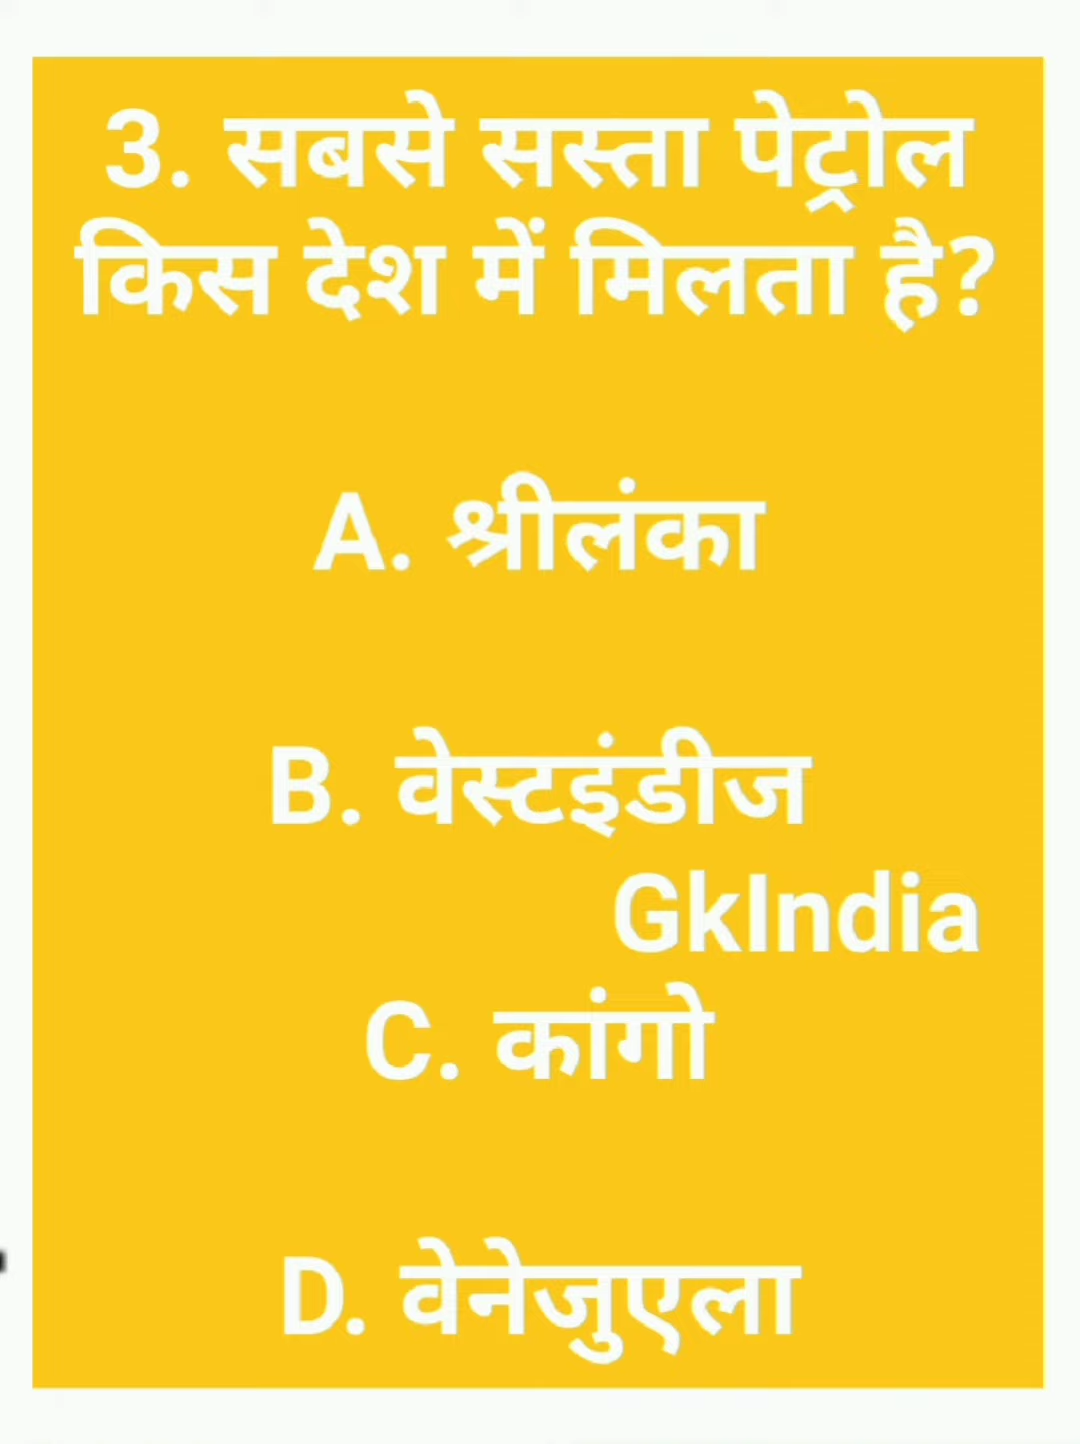 3. सबसे सस्ता पेट्रोल
किस देश में मिलता है?
A. श्रीलंका
B. वेस्टइंडीज
GkIndia
C. कांगो
D. वेनेजुएला